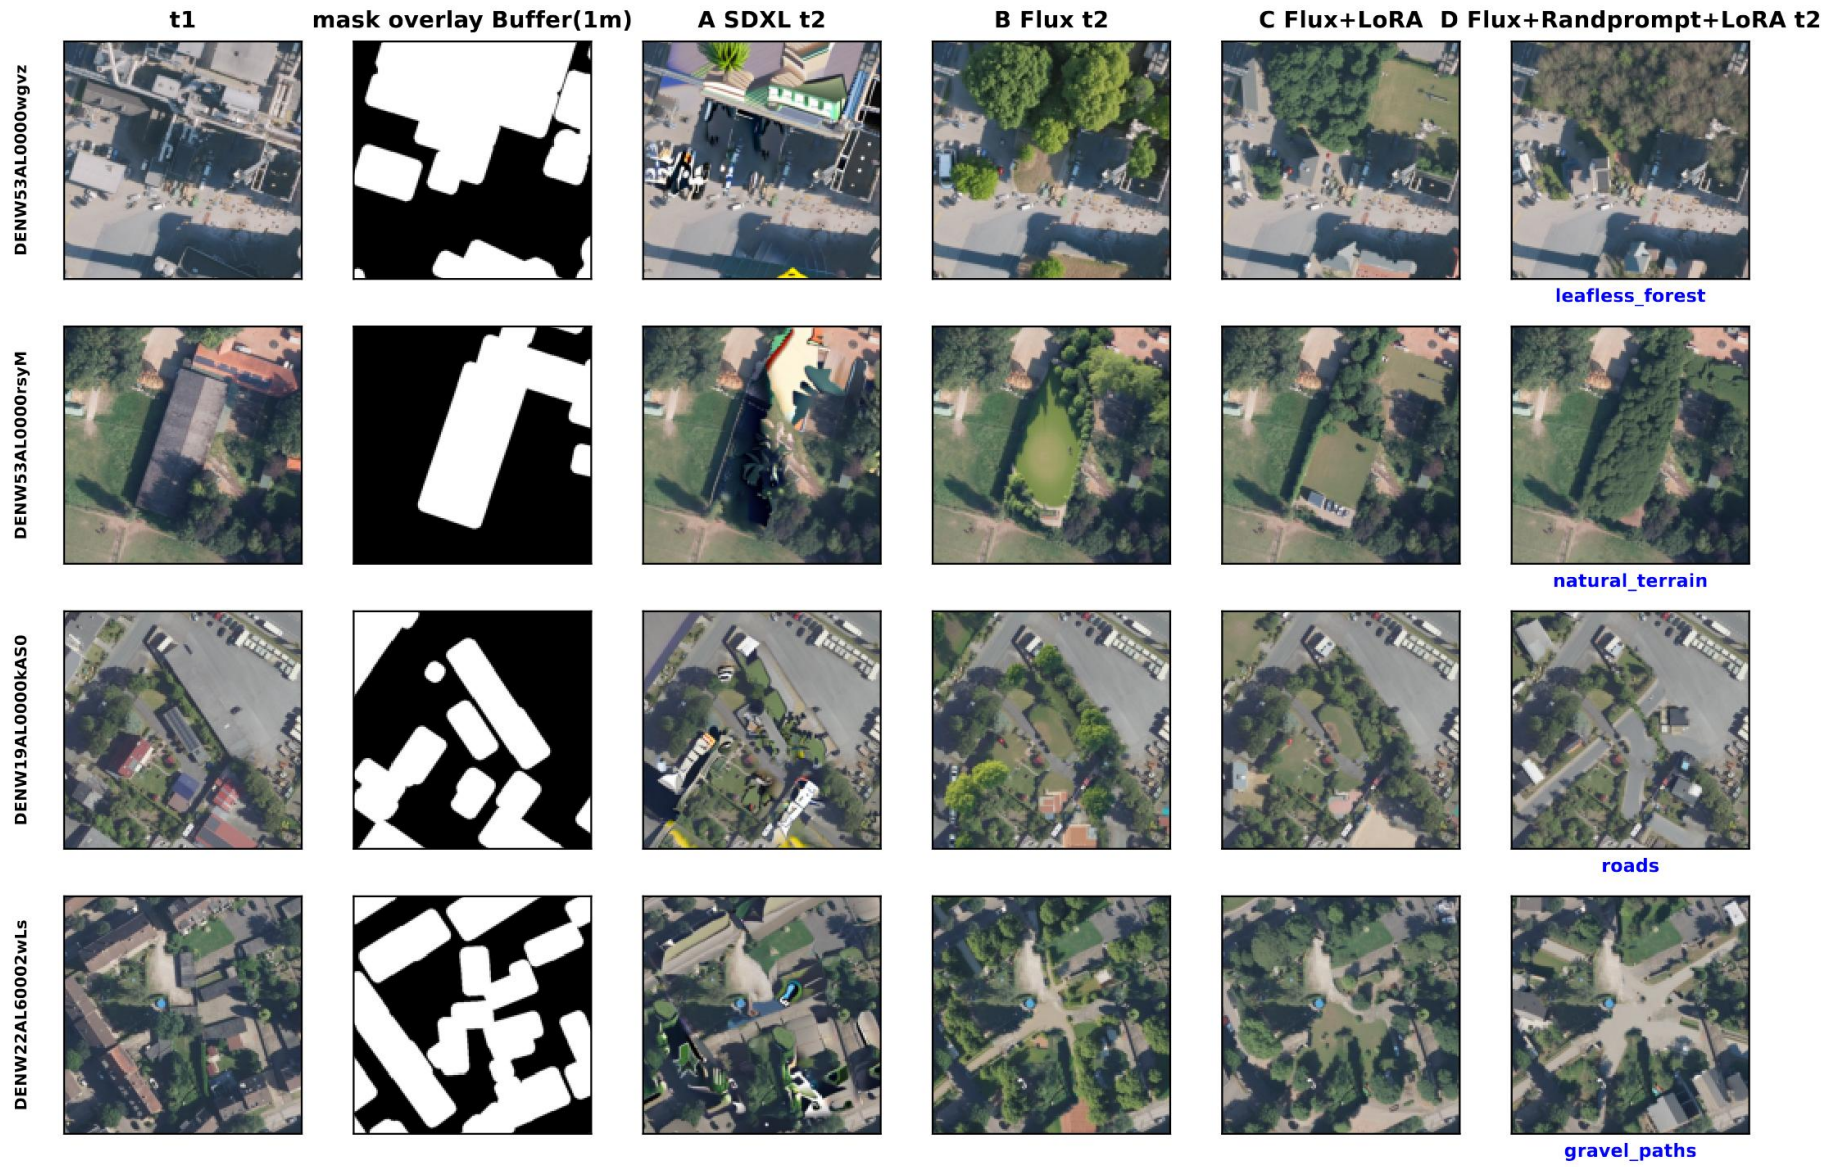 t1 mask overlay Buffer(1m) A SDXL t2 B Flux t2 C Flux+LoRA D Flux+Randprompt+LoRA t2
DENW53AL0000wgvz
leafless_forest
DENW53AL0000rsyM
natural_terrain
DENW19AL0000kAS0
roads
DENW22AL60002wLs
gravel_paths